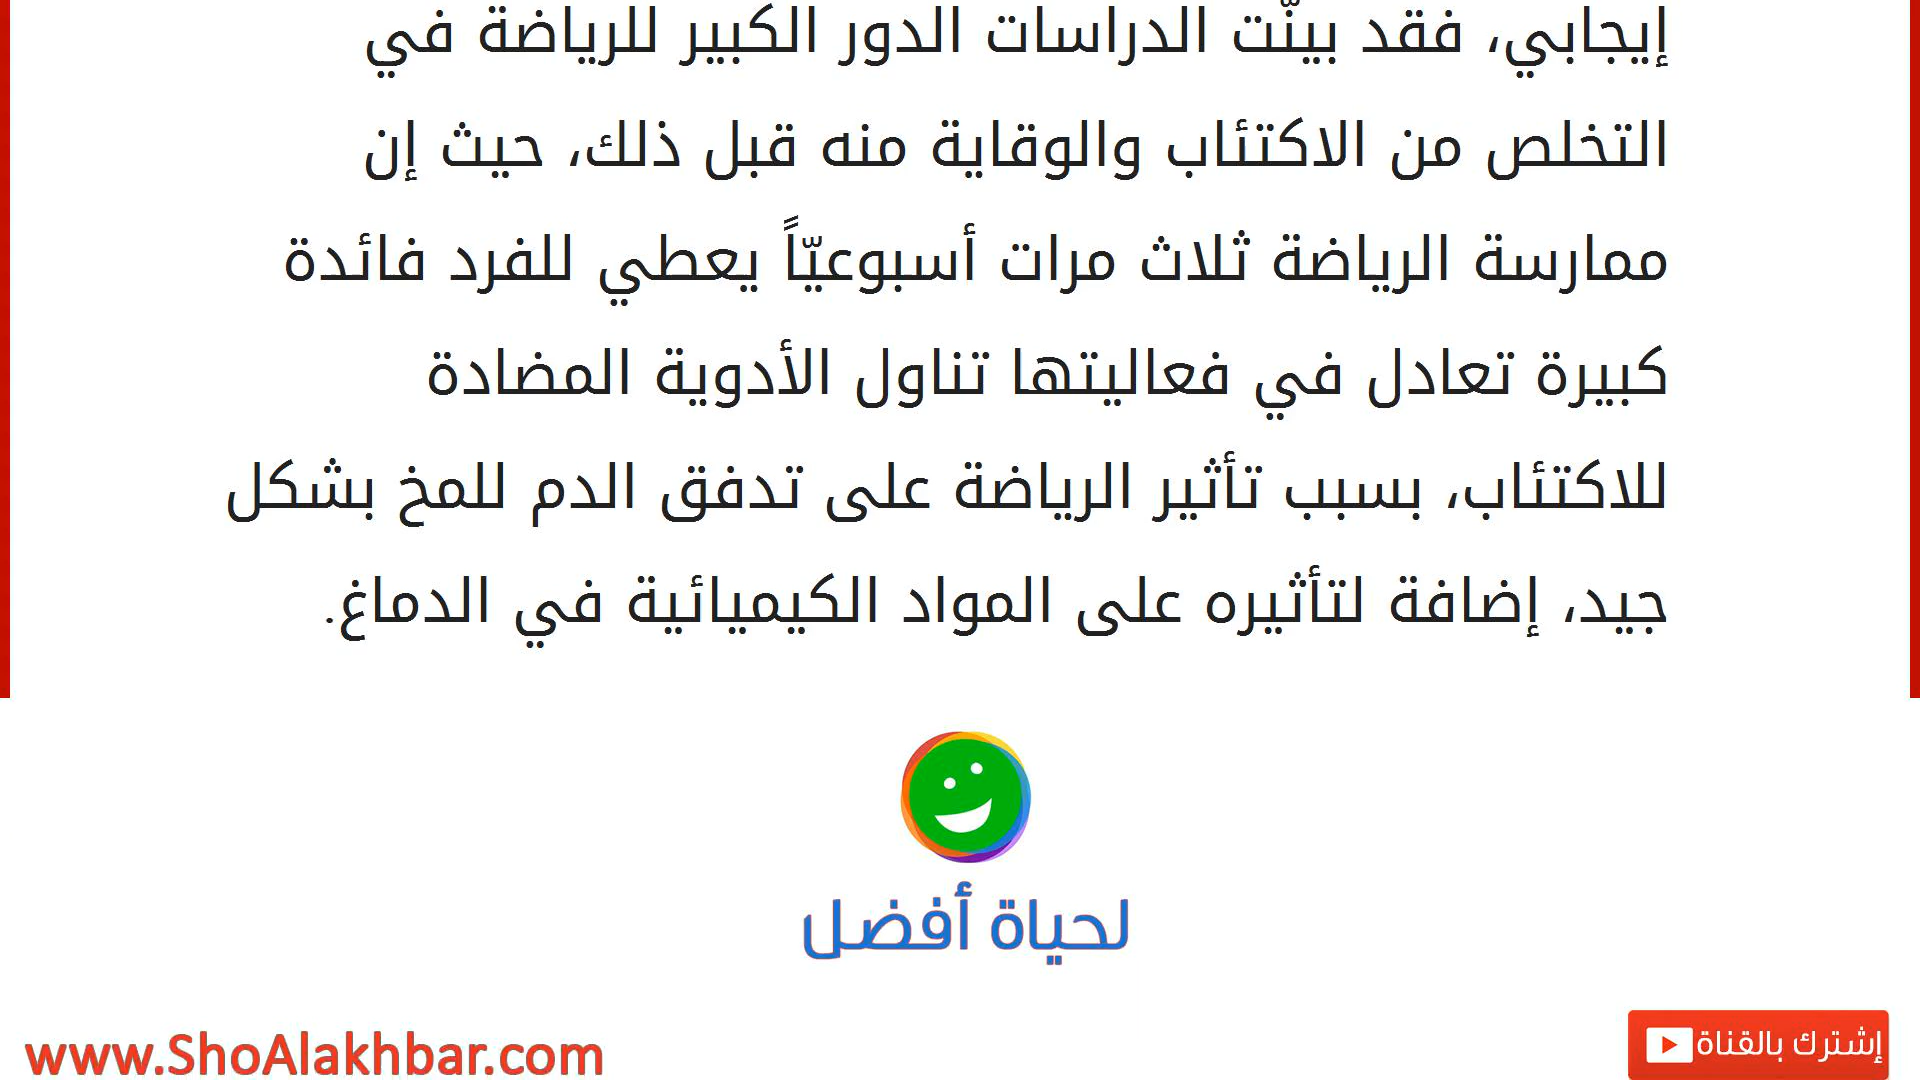 إيجابي، فقد بينّت الدراسات الدور الكبير للرياضة في
التخلص من الاكتئاب والوقاية منه قبل ذلك، حيث إن
ممارسة الرياضة ثلاث مرات أسبوعيّاً يعطي للفرد فائدة
كبيرة تعادل في فعاليتها تناول الأدوية المضادة
للاكتئاب، بسبب تأثير الرياضة على تدفق الدم للمخ بشكل
جيد، إضافة لتأثيره على المواد الكيميائية في الدماغ.
لحياة أفضل
www.ShoAlakhbar.com
إشترك بالقناة